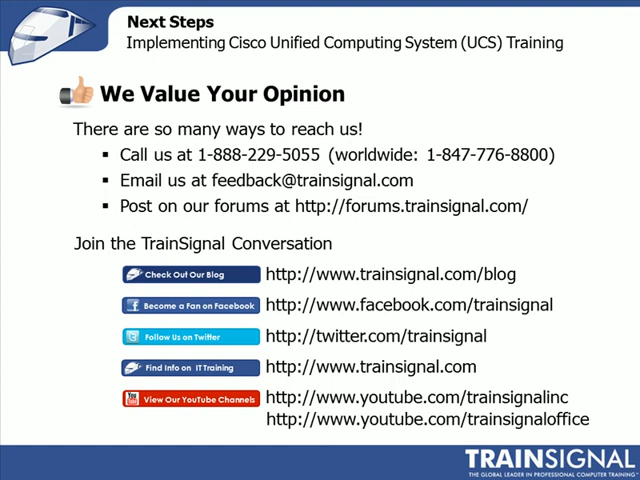 Next Steps
Implementing Cisco Unified Computing System (UCS) Training
We Value Your Opinion
There are so many ways to reach us!
▪ Call us at 1-888-229-5055 (worldwide: 1-847-776-8800)
▪ Email us at feedback@trainsignal.com
▪ Post on our forums at http://forums.trainsignal.com/
Join the TrainSignal Conversation
Check Out Our Blog http://www.trainsignal.com/blog
Become a Fan on Facebook http://www.facebook.com/trainsignal
Follow Us on Twitter http://twitter.com/trainsignal
Find Info on IT Training http://www.trainsignal.com
View Our YouTube Channels http://www.youtube.com/trainsignalinc
http://www.youtube.com/trainsignaloffice
TRAINSIGNAL
THE GLOBAL LEADER IN PROFESSIONAL COMPUTER TRAINING